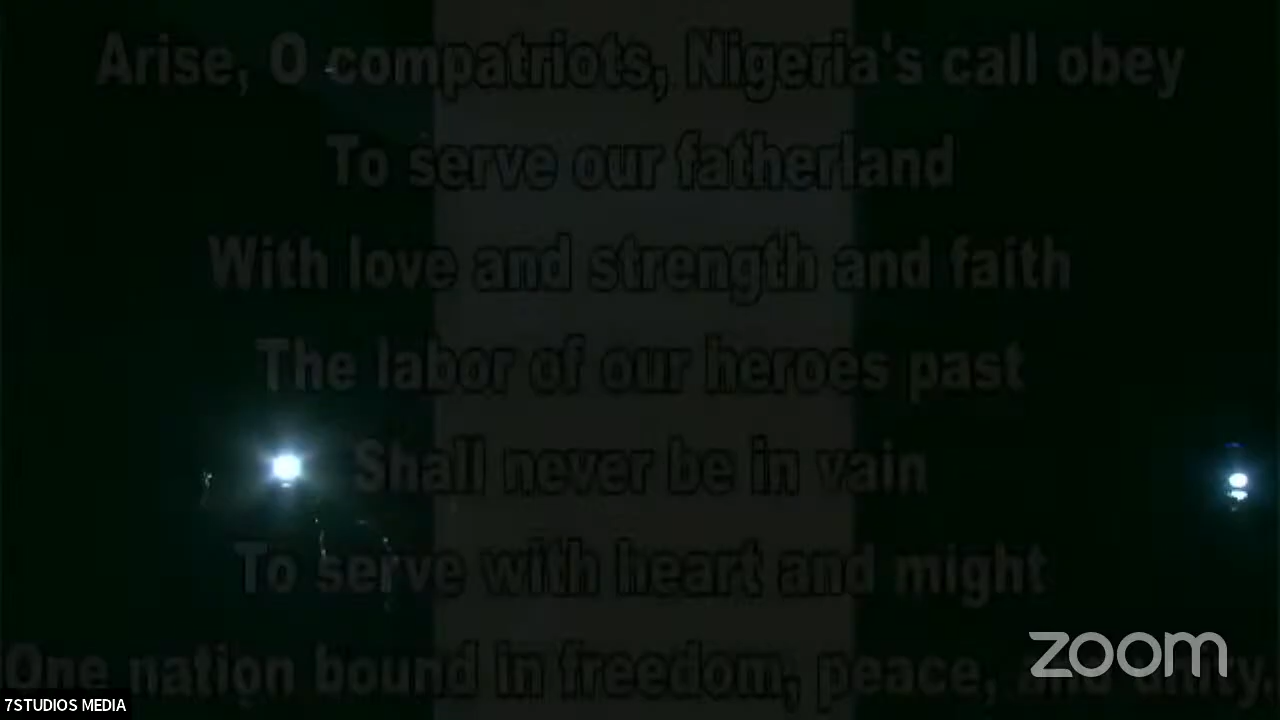 Arise, O compatriots, Nigeria's call obey
To serve our fatherland
With love and strength and faith
The labor of our heroes past
Shall never be in vain
To serve with heart and might
One nation bound in freedom, peace, and unity.
zoom
7STUDIOS MEDIA